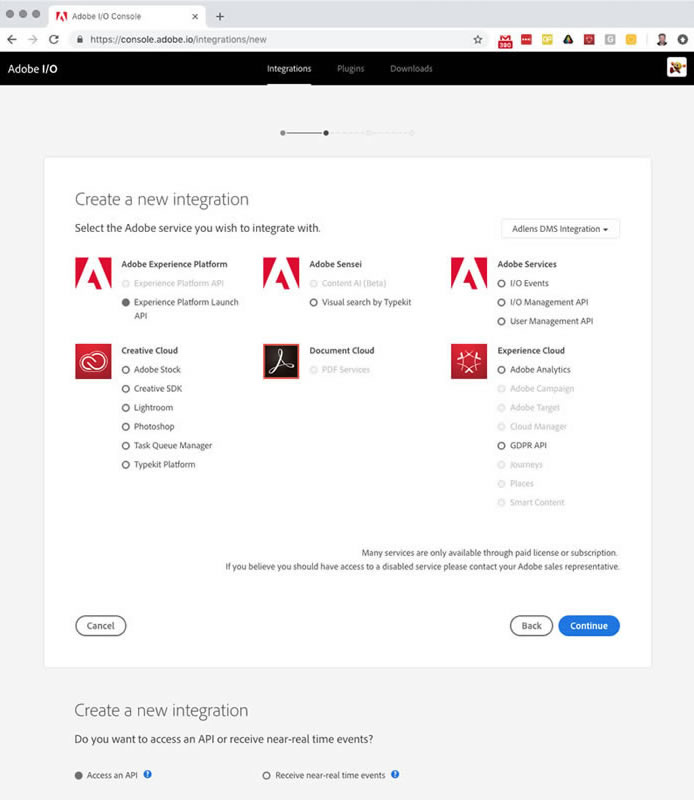 Adobe I/O Console
https://console.adobe.io/integrations/new
380
Adobe I/O
Integrations Plugins Downloads
Create a new integration
Select the Adobe service you wish to integrate with.
Adlens DMS Integration
Adobe Experience Platform
Experience Platform API
Experience Platform Launch
API
Adobe Sensei
Content AI (Beta)
Visual search by Typekit
Adobe Services
I/O Events
I/O Management API
User Management API
Creative Cloud
Adobe Stock
Creative SDK
Lightroom
Photoshop
Task Queue Manager
Typekit Platform
Document Cloud
PDF Services
Experience Cloud
Adobe Analytics
Adobe Campaign
Adobe Target
Cloud Manager
GDPR API
Journeys
Places
Smart Content
Many services are only available through paid license or subscription.
If you believe you should have access to a disabled service please contact your Adobe sales representative.
Cancel
Back
Continue
Create a new integration
Do you want to access an API or receive near-real time events?
Access an API ?
Receive near-real time events ?